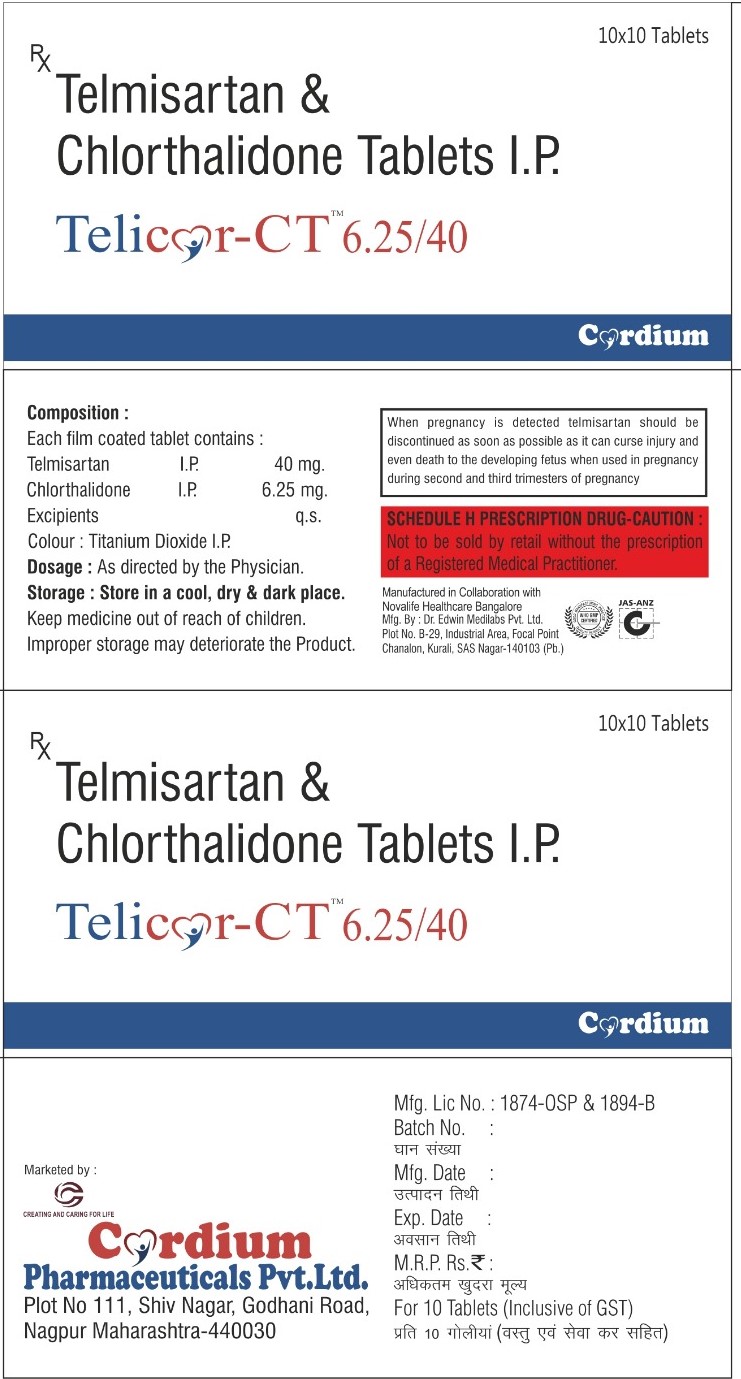 10x10 Tablets
Rx
Telmisartan &
Chlorthalidone Tablets I.P.
Telicor-CT™ 6.25/40
Cordium
Composition :
Each film coated tablet contains :
Telmisartan I.P. 40 mg.
Chlorthalidone I.P. 6.25 mg.
Excipients q.s.
Colour : Titanium Dioxide I.P.
Dosage : As directed by the Physician.
Storage : Store in a cool, dry & dark place.
Keep medicine out of reach of children.
Improper storage may deteriorate the Product.
When pregnancy is detected telmisartan should be
discontinued as soon as possible as it can curse injury and
even death to the developing fetus when used in pregnancy
during second and third trimesters of pregnancy
SCHEDULE H PRESCRIPTION DRUG-CAUTION :
Not to be sold by retail without the prescription
of a Registered Medical Practitioner.
Manufactured in Collaboration with
Novalife Healthcare Bangalore
Mfg. By : Dr. Edwin Medilabs Pvt. Ltd.
Plot No. B-29, Industrial Area, Focal Point
Chanalon, Kurali, SAS Nagar-140103 (Pb.)
WHO GMP
CERTIFIED
JAS-ANZ
10x10 Tablets
Rx
Telmisartan &
Chlorthalidone Tablets I.P.
Telicor-CT™ 6.25/40
Cordium
Marketed by :
CREATING AND CARING FOR LIFE
Cordium
Pharmaceuticals Pvt.Ltd.
Plot No 111, Shiv Nagar, Godhani Road,
Nagpur Maharashtra-440030
Mfg. Lic No. : 1874-OSP & 1894-B
Batch No. :
घान संख्या
Mfg. Date :
उत्पादन तिथी
Exp. Date :
अवसान तिथी
M.R.P. Rs.₹ :
अधिकतम खुदरा मूल्य
For 10 Tablets (Inclusive of GST)
प्रति 10 गोलीयां (वस्तु एवं सेवा कर सहित)